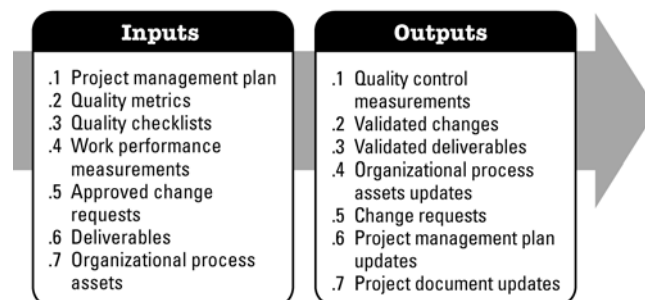 Inputs
.1 Project management plan
.2 Quality metrics
.3 Quality checklists
.4 Work performance
measurements
.5 Approved change
requests
.6 Deliverables
.7 Organizational process
assets
Outputs
.1 Quality control
measurements
.2 Validated changes
.3 Validated deliverables
.4 Organizational process
assets updates
.5 Change requests
.6 Project management plan
updates
.7 Project document updates